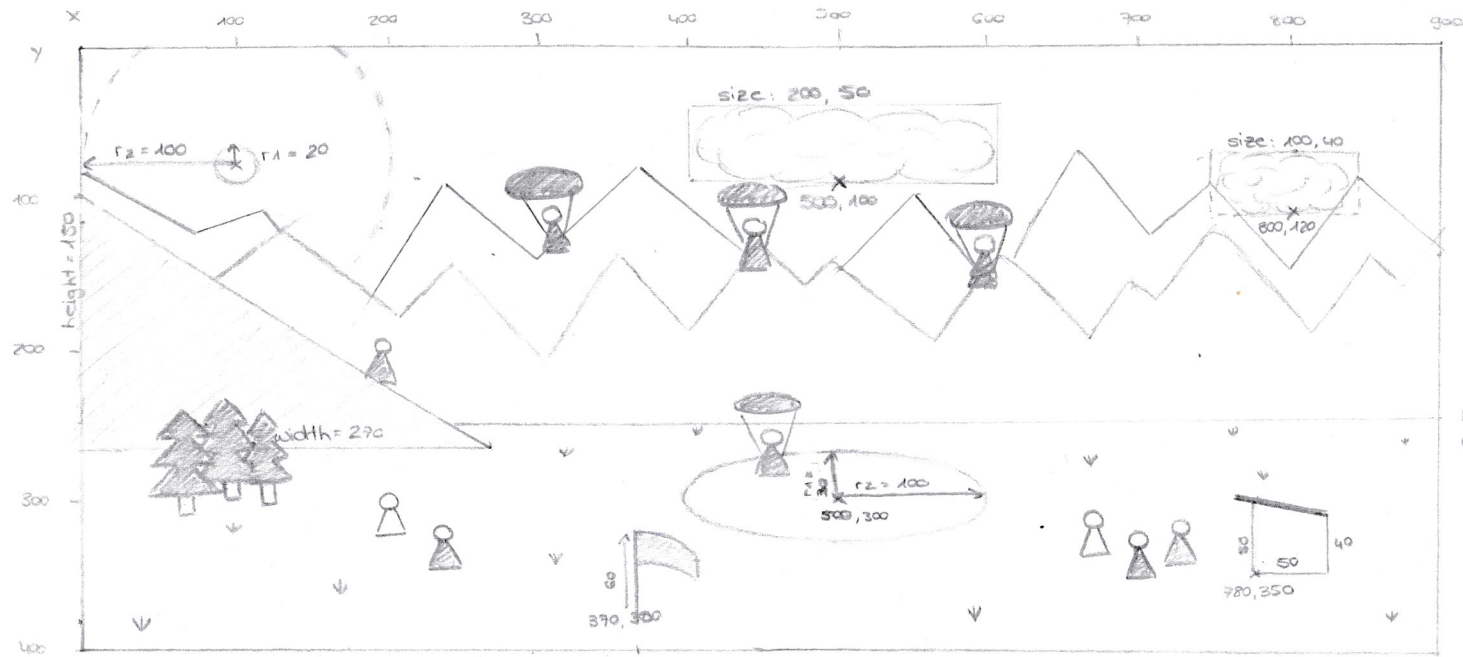 X 100 200 300 400 500 600 700 800 900
Y
size: 200, 50
size: 100, 40
r2 = 100
r1 = 20
100
500, 100
800, 120
height = 150
200
width = 270
r2 = 100
300
500, 300
50
40
50
60
780, 350
370, 380
400